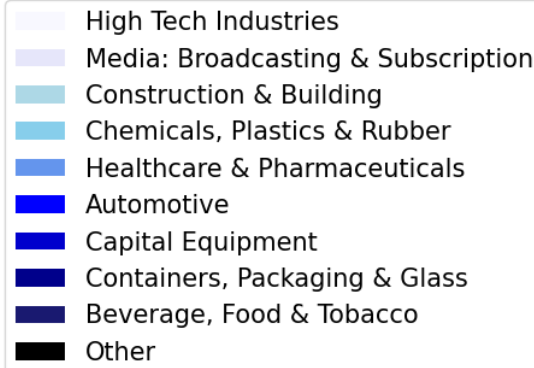 High Tech Industries
Media: Broadcasting & Subscription
Construction & Building
Chemicals, Plastics & Rubber
Healthcare & Pharmaceuticals
Automotive
Capital Equipment
Containers, Packaging & Glass
Beverage, Food & Tobacco
Other